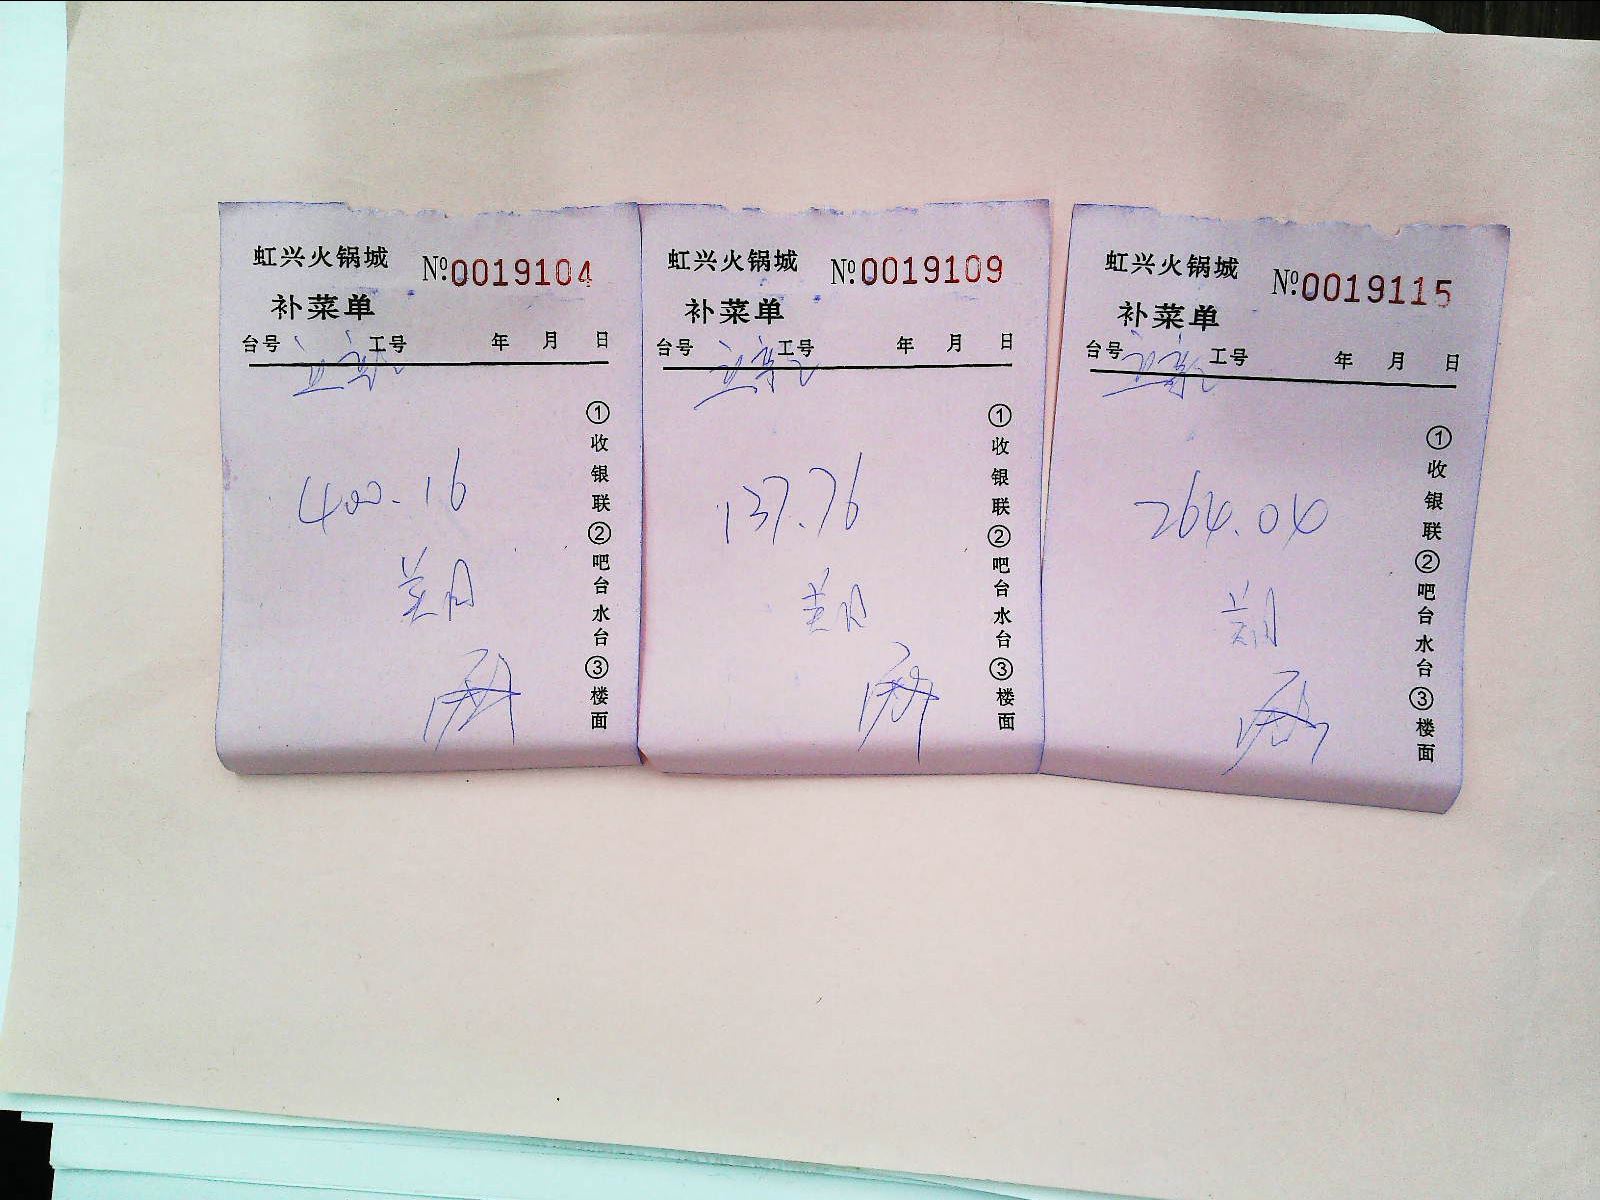 虹兴火锅城 №0019104
补菜单
台号 工号 年 月 日
400.16
①收银联②吧台水台③楼面
虹兴火锅城 №0019109
补菜单
台号 工号 年 月 日
137.76
①收银联②吧台水台③楼面
虹兴火锅城 №0019115
补菜单
台号 工号 年 月 日
264.04
①收银联②吧台水台③楼面